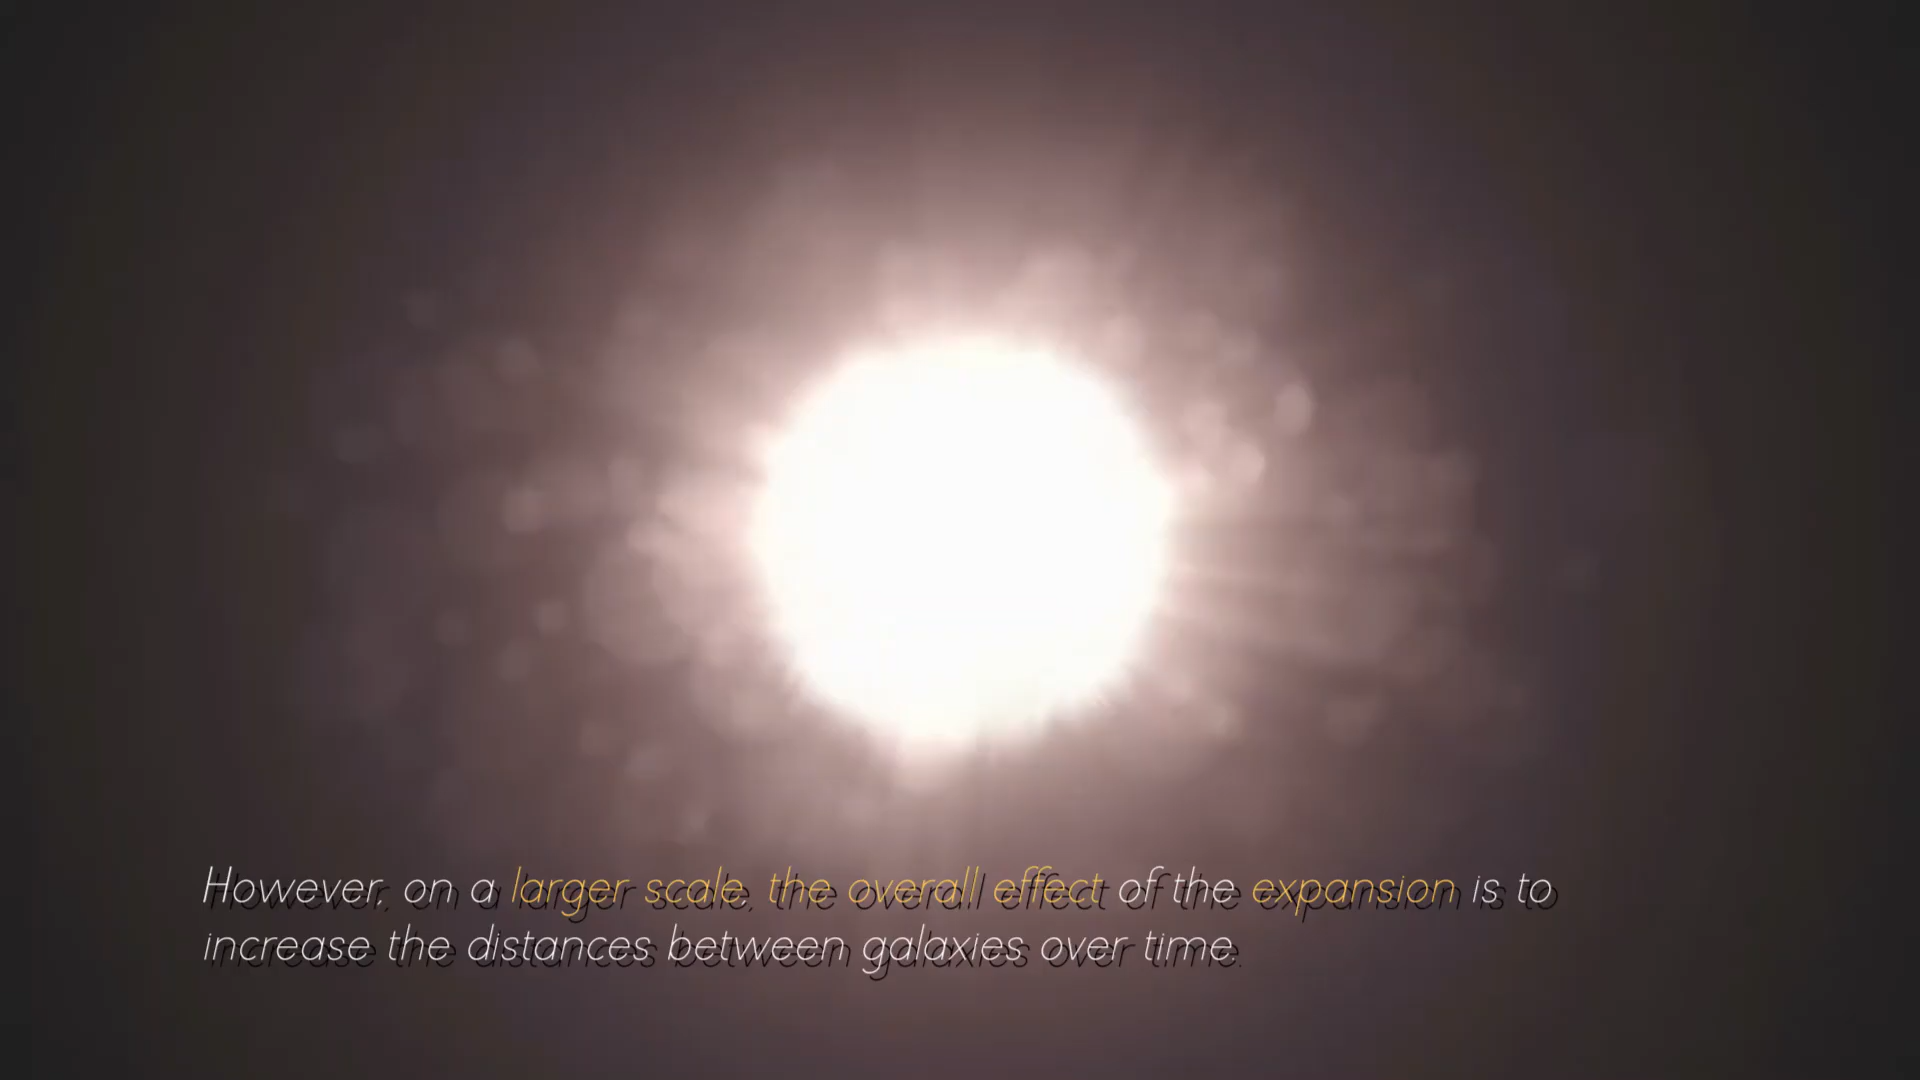 However, on a larger scale, the overall effect of the expansion is to
increase the distances between galaxies over time.